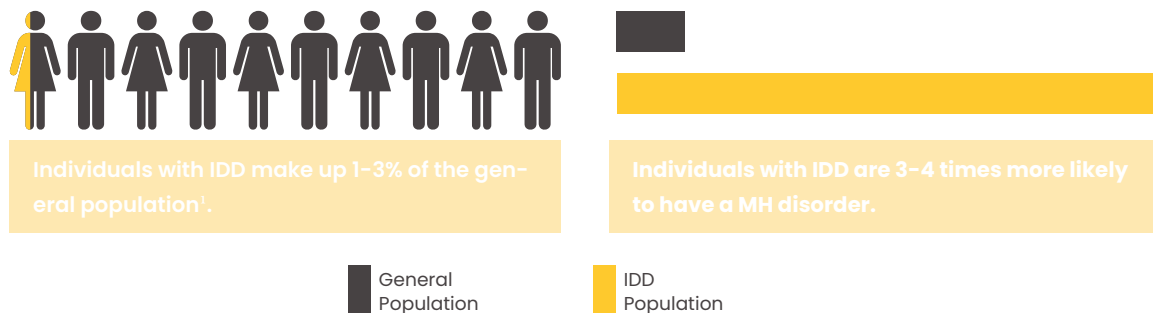 Individuals with IDD make up 1-3% of the gen-
eral population¹.
Individuals with IDD are 3-4 times more likely
to have a MH disorder.
General
Population
IDD
Population